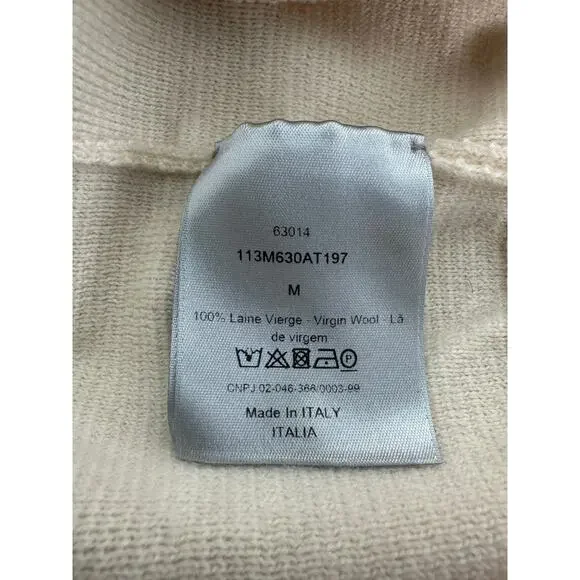 63014
113M630AT197
M
100% Laine Vierge - Virgin Wool - Lã
de virgem
P
CNPJ 02-046-366/0003-99
Made In ITALY
ITALIA